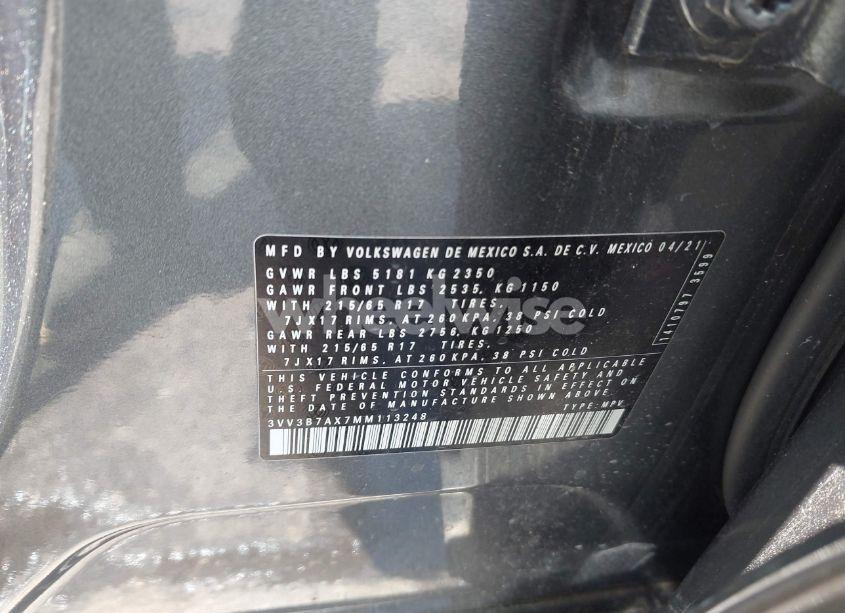 MFD BY VOLKSWAGEN DE MEXICO S.A. DE C.V. MEXICO 04/21
GVWR LBS 5181 KG 2350
GAWR FRONT LBS 2535, KG 1150
WITH 215/65 R17 TIRES,
7JX17 RIMS, AT 260 KPA, 38 PSI COLD
GAWR REAR LBS 2756, KG 1250
WITH 215/65 R17 TIRES,
7JX17 RIMS, AT 260 KPA, 38 PSI COLD
THIS VEHICLE CONFORMS TO ALL APPLICABLE
U.S. FEDERAL MOTOR VEHICLE SAFETY AND
THEFT PREVENTION STANDARDS IN EFFECT ON
THE DATE OF MANUFACTURE SHOWN ABOVE.
3VV3B7AX7MM113248 TYPE: MPV
1410797 3599
wheelwise